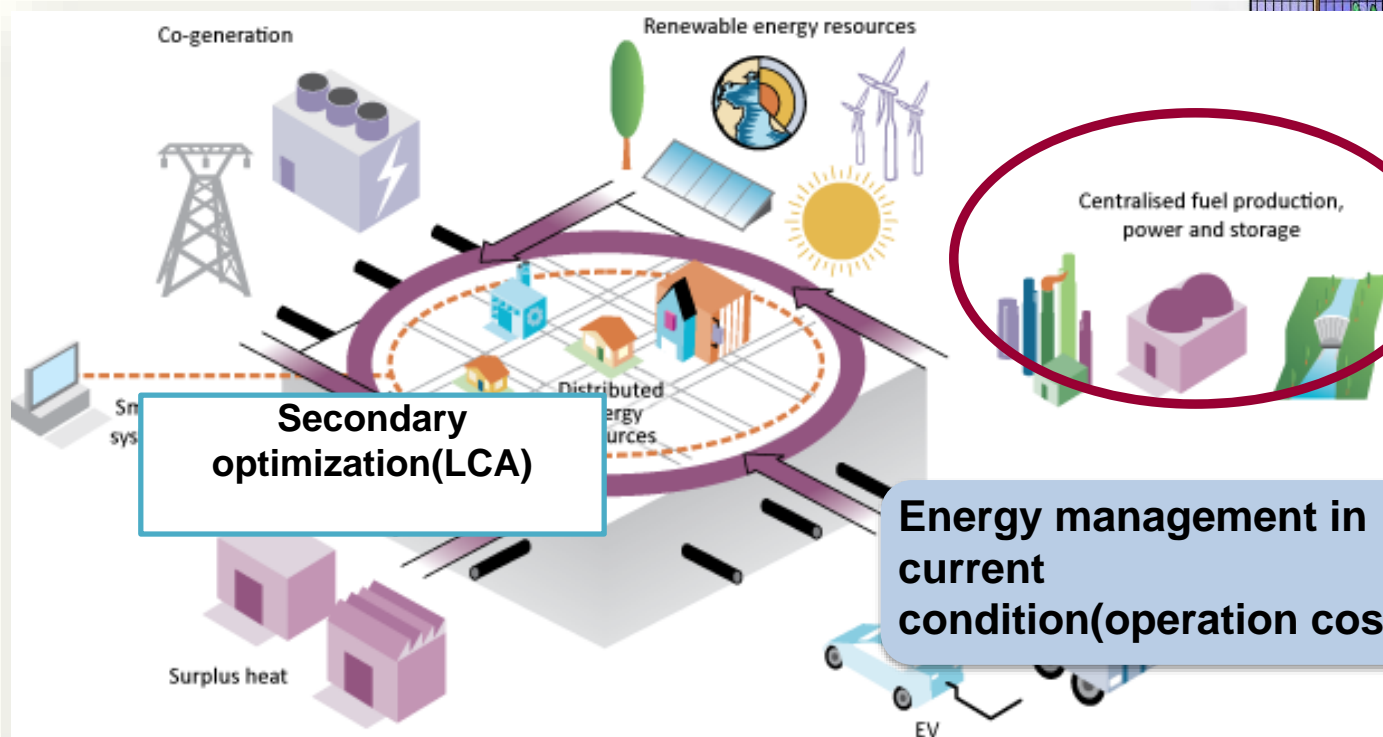 Co-generation
Renewable energy resources
Centralised fuel production,
power and storage
Distributed
Secondary
optimization(LCA)
Energy management in
current
condition(operation cos
Surplus heat
EV